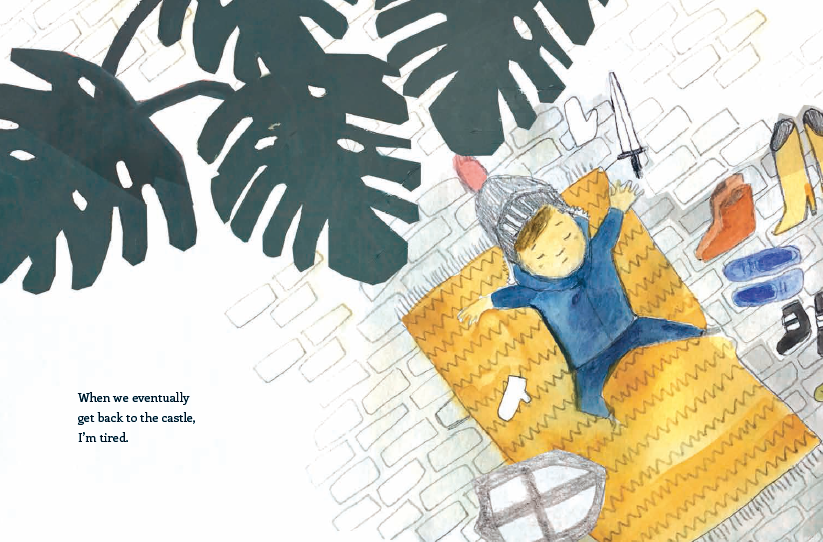 When we eventually
get back to the castle,
I'm tired.